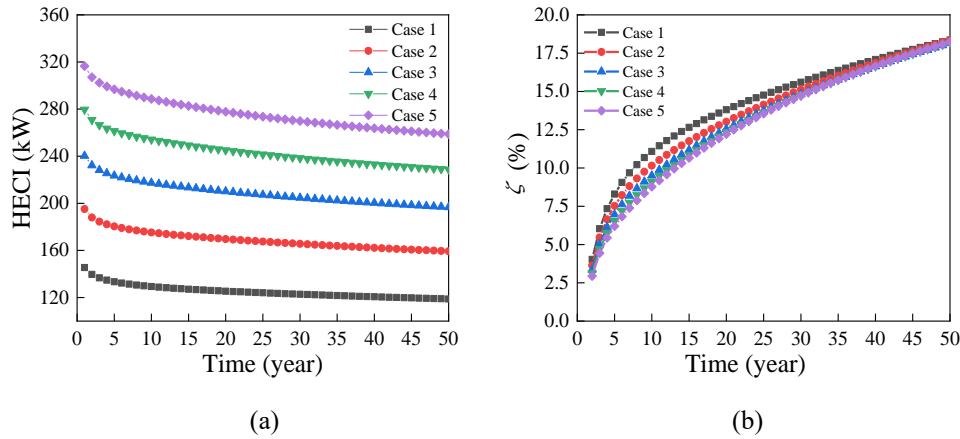 360
320
280
240
200
160
120
HECI (kW)
0 5 10 15 20 25 30 35 40 45 50
Time (year)
Case 1
Case 2
Case 3
Case 4
Case 5
(a)
20.0
17.5
15.0
12.5
10.0
7.5
5.0
2.5
0.0
ζ (%)
0 5 10 15 20 25 30 35 40 45 50
Time (year)
Case 1
Case 2
Case 3
Case 4
Case 5
(b)